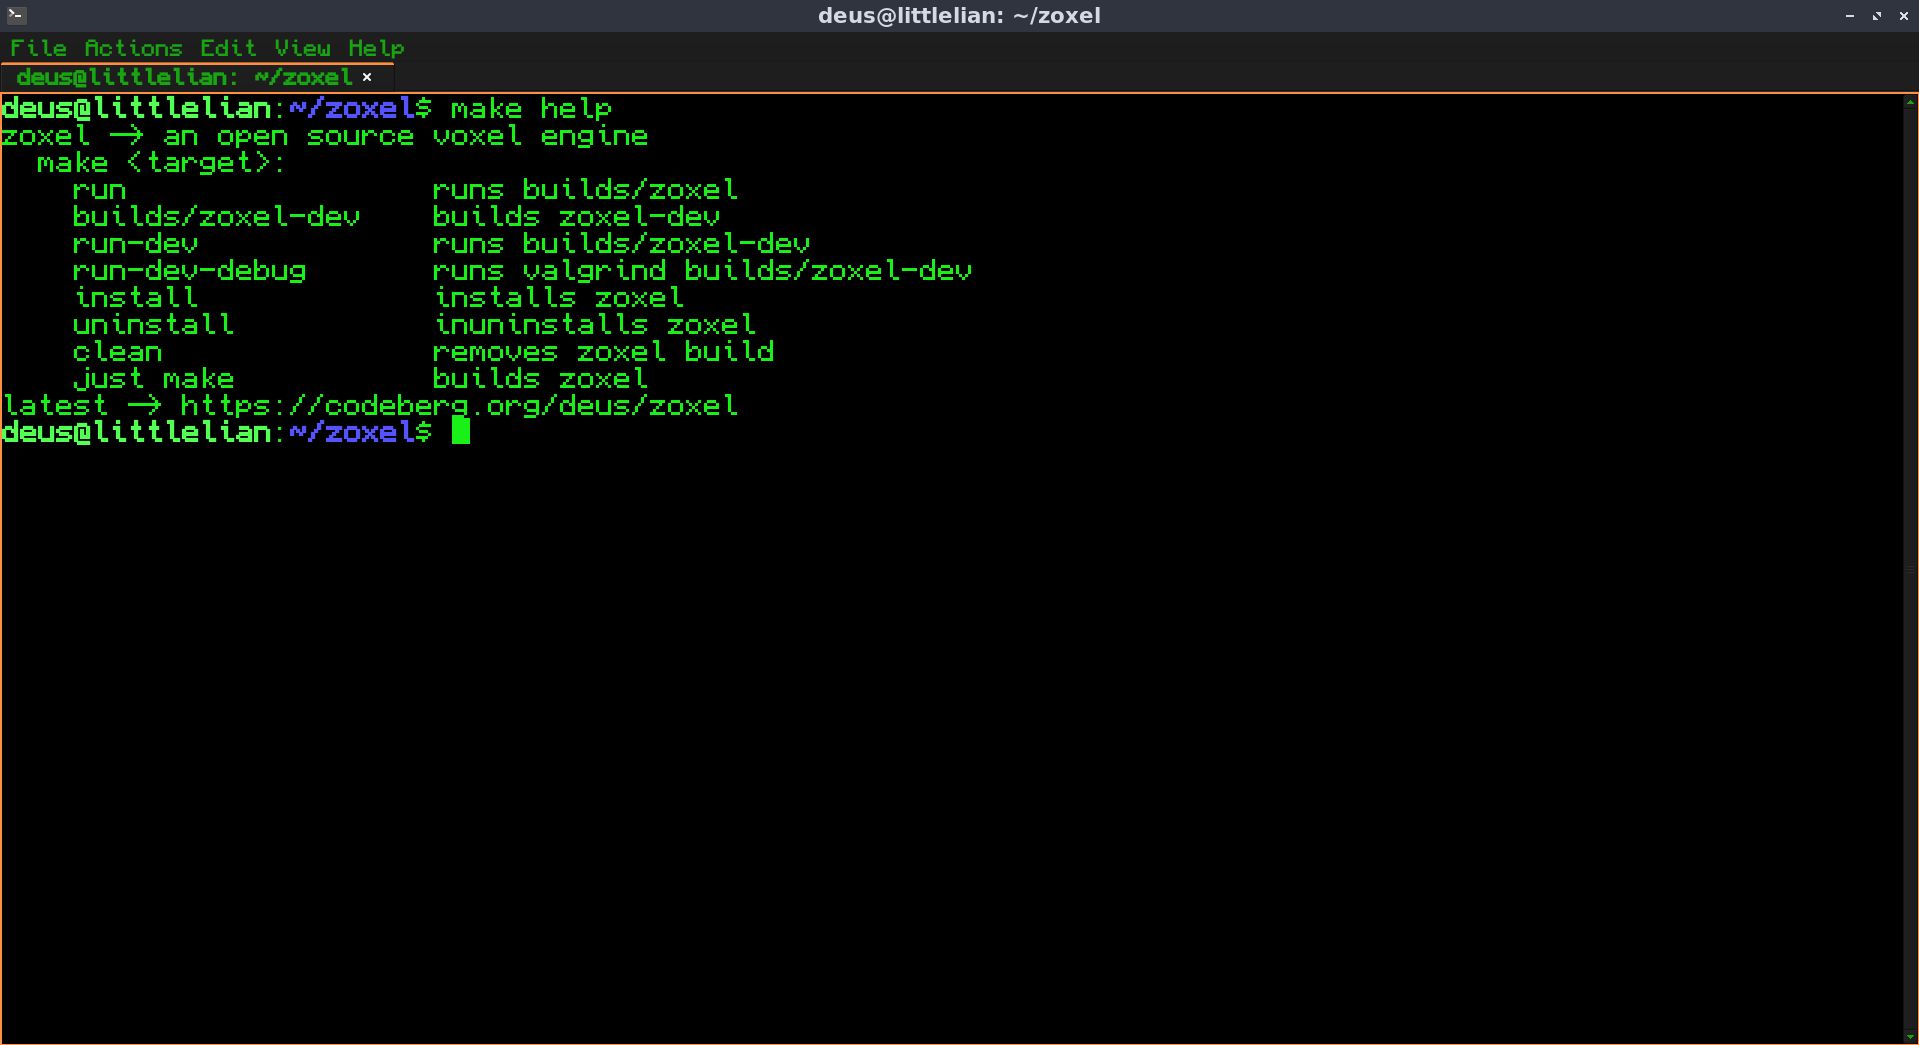 deus@littlelian: ~/zoxel
File Actions Edit View Help
deus@littlelian: ~/zoxel ×
deus@littlelian:~/zoxel$ make help
zoxel -> an open source voxel engine
  make <target>:
    run                 runs builds/zoxel
    builds/zoxel-dev    builds zoxel-dev
    run-dev             runs builds/zoxel-dev
    run-dev-debug       runs valgrind builds/zoxel-dev
    install             installs zoxel
    uninstall           inuninstalls zoxel
    clean               removes zoxel build
    just make           builds zoxel
latest -> https://codeberg.org/deus/zoxel
deus@littlelian:~/zoxel$